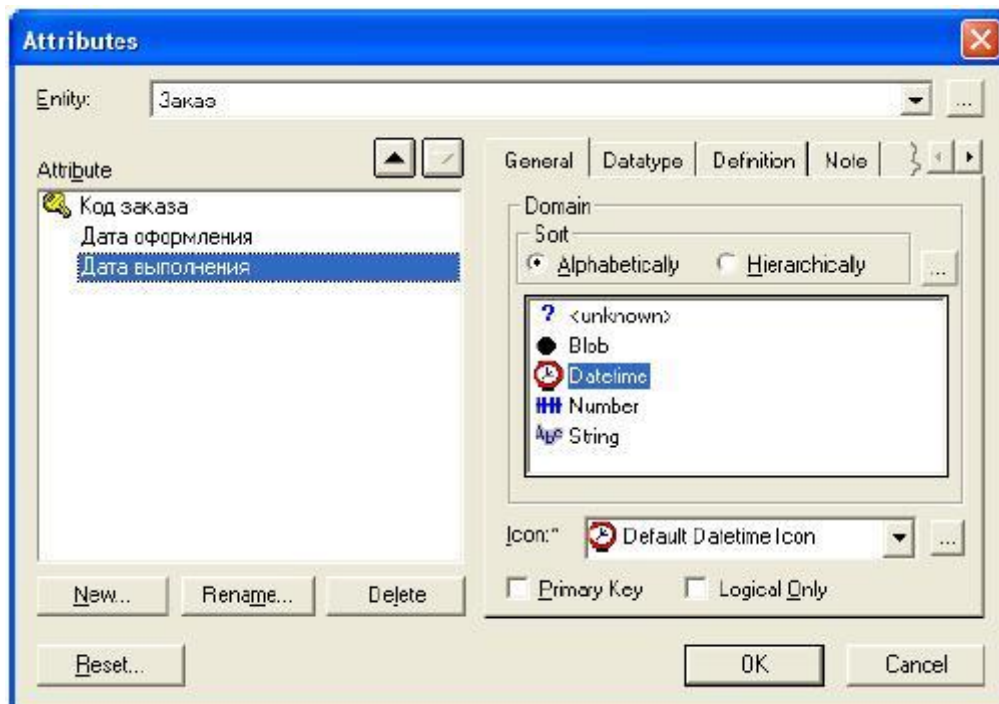 Attributes
Entity: Заказ ...
Attribute
Код заказа
Дата оформления
Дата выполнения
New... Rename... Delete
Reset...
General Datatype Definition Note
Domain
Sort
Alphabetically Hierarchically ...
? <unknown>
Blob
Datetime
Number
String
Icon:* Default Datetime Icon ...
Primary Key Logical Only
OK Cancel